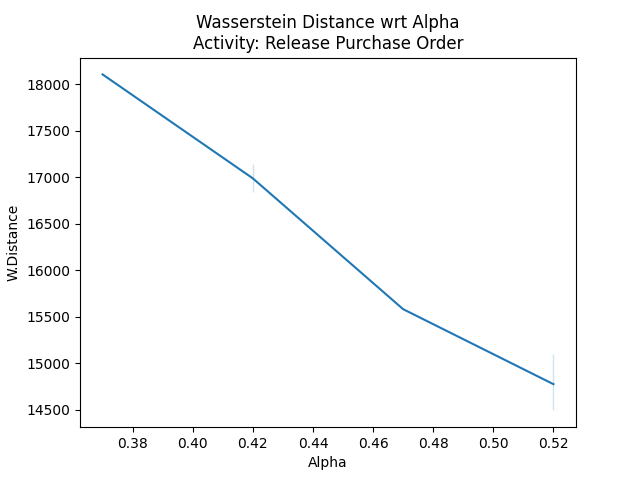 Wasserstein Distance wrt Alpha
Activity: Release Purchase Order
18000
17500
17000
16500
16000
15500
15000
14500
W.Distance
0.38 0.40 0.42 0.44 0.46 0.48 0.50 0.52
Alpha